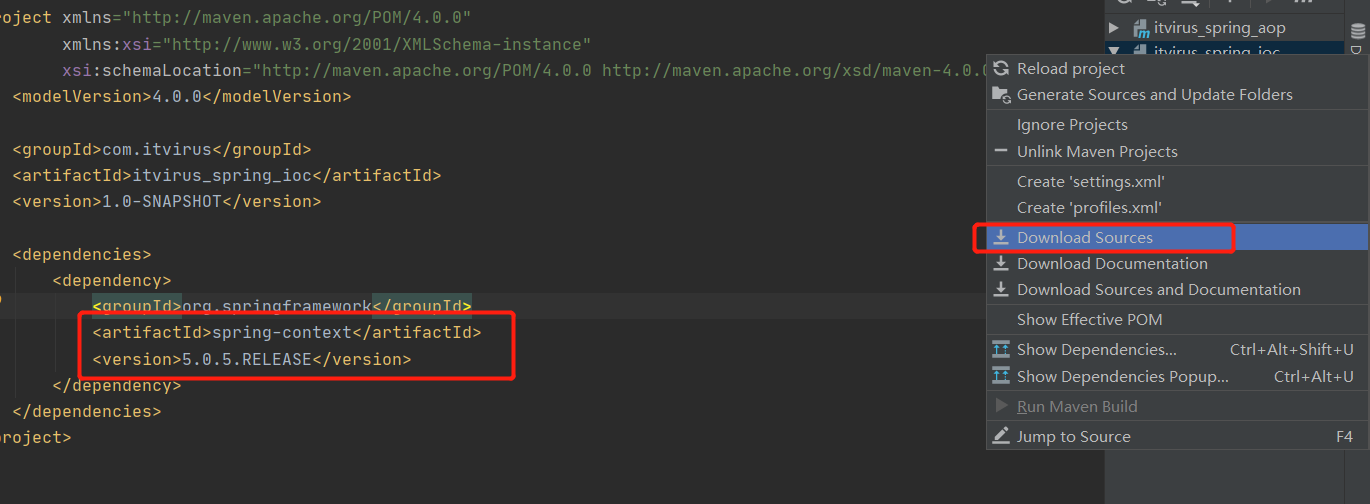 roject xmlns="http://maven.apache.org/POM/4.0.0"
xmlns:xsi="http://www.w3.org/2001/XMLSchema-instance"
xsi:schemaLocation="http://maven.apache.org/POM/4.0.0 http://maven.apache.org/xsd/maven-4.0.0
<modelVersion>4.0.0</modelVersion>
<groupId>com.itvirus</groupId>
<artifactId>itvirus_spring_ioc</artifactId>
<version>1.0-SNAPSHOT</version>
<dependencies>
<dependency>
<groupId>org.springframework</groupId>
<artifactId>spring-context</artifactId>
<version>5.0.5.RELEASE</version>
</dependency>
</dependencies>
roject>
itvirus_spring_aop
itvirus_spring_ioc
Reload project
Generate Sources and Update Folders
Ignore Projects
Unlink Maven Projects
Create 'settings.xml'
Create 'profiles.xml'
Download Sources
Download Documentation
Download Sources and Documentation
Show Effective POM
Show Dependencies... Ctrl+Alt+Shift+U
Show Dependencies Popup... Ctrl+Alt+U
Run Maven Build
Jump to Source F4